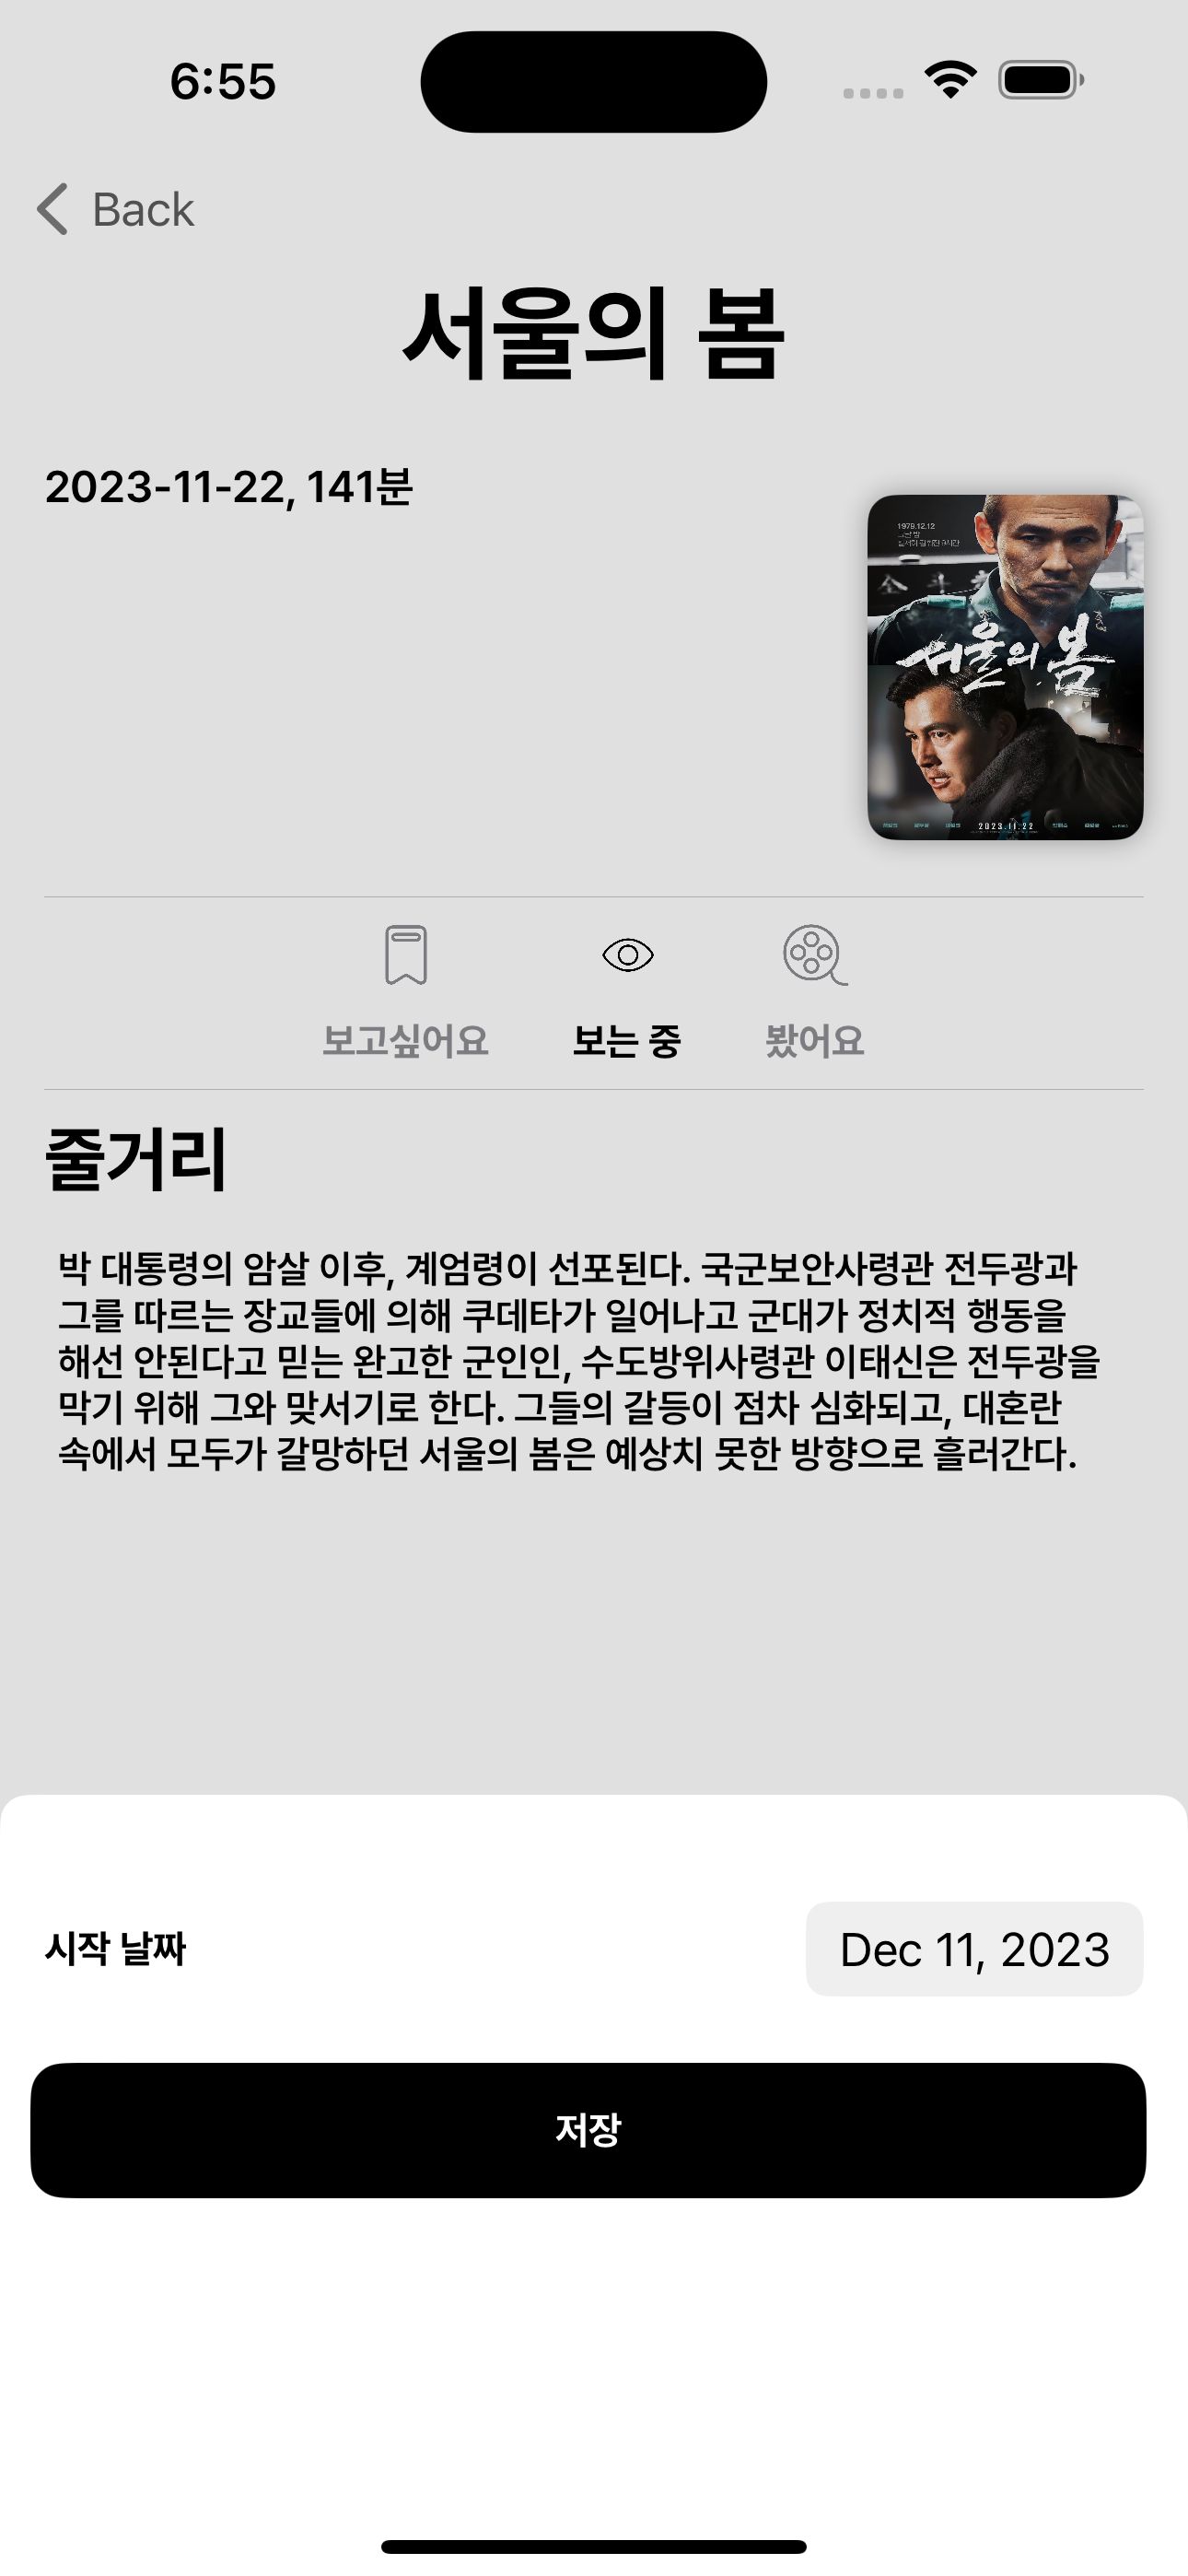 6:55
Back
서울의 봄
2023-11-22, 141분
1979.12.12
서울의 봄
2023.11.22
보고싶어요
보는 중
봤어요
줄거리
박 대통령의 암살 이후, 계엄령이 선포된다. 국군보안사령관 전두광과
그를 따르는 장교들에 의해 쿠데타가 일어나고 군대가 정치적 행동을
해선 안된다고 믿는 완고한 군인인, 수도방위사령관 이태신은 전두광을
막기 위해 그와 맞서기로 한다. 그들의 갈등이 점차 심화되고, 대혼란
속에서 모두가 갈망하던 서울의 봄은 예상치 못한 방향으로 흘러간다.
시작 날짜
Dec 11, 2023
저장